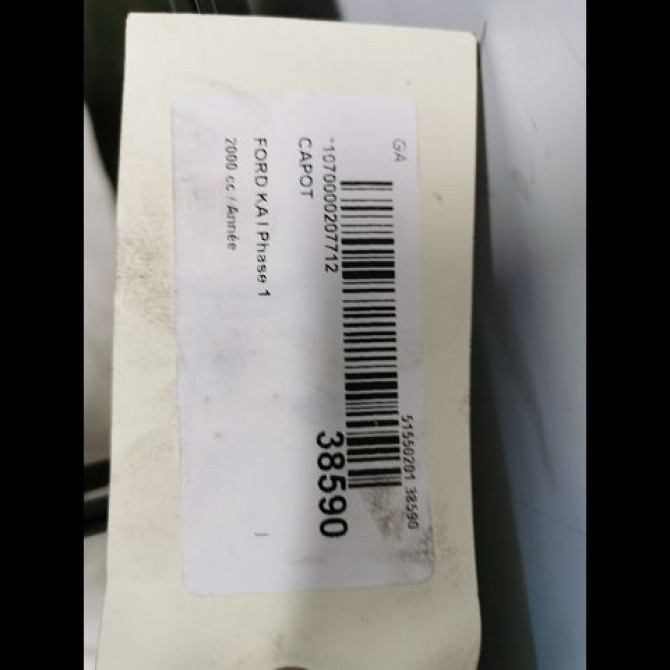 GA
51550201 38590
*1070000207712
38590
CAPOT
FORD KA I Phase 1
2000 cc / Année
/